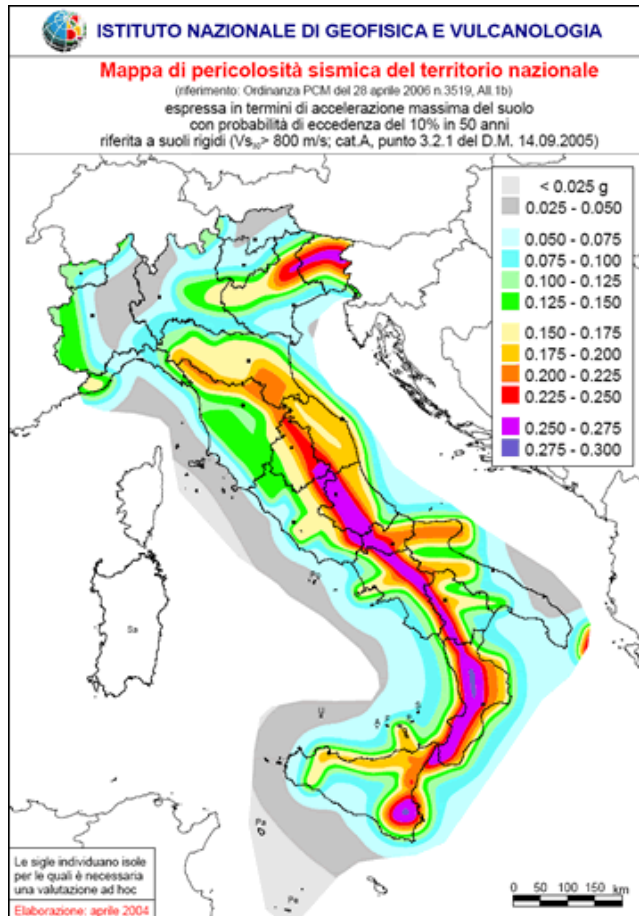 ISTITUTO NAZIONALE DI GEOFISICA E VULCANOLOGIA
Mappa di pericolosità sismica del territorio nazionale
(riferimento: Ordinanza PCM del 28 aprile 2006 n.3519, All.1b)
espressa in termini di accelerazione massima del suolo
con probabilità di eccedenza del 10% in 50 anni
riferita a suoli rigidi (Vs₃₀> 800 m/s; cat.A, punto 3.2.1 del D.M. 14.09.2005)
< 0.025 g
0.025 - 0.050
0.050 - 0.075
0.075 - 0.100
0.100 - 0.125
0.125 - 0.150
0.150 - 0.175
0.175 - 0.200
0.200 - 0.225
0.225 - 0.250
0.250 - 0.275
0.275 - 0.300
Sa
U
Pa
Pe
Le sigle individuano isole
per le quali è necessaria
una valutazione ad hoc
Elaborazione: aprile 2004
0 50 100 150
km